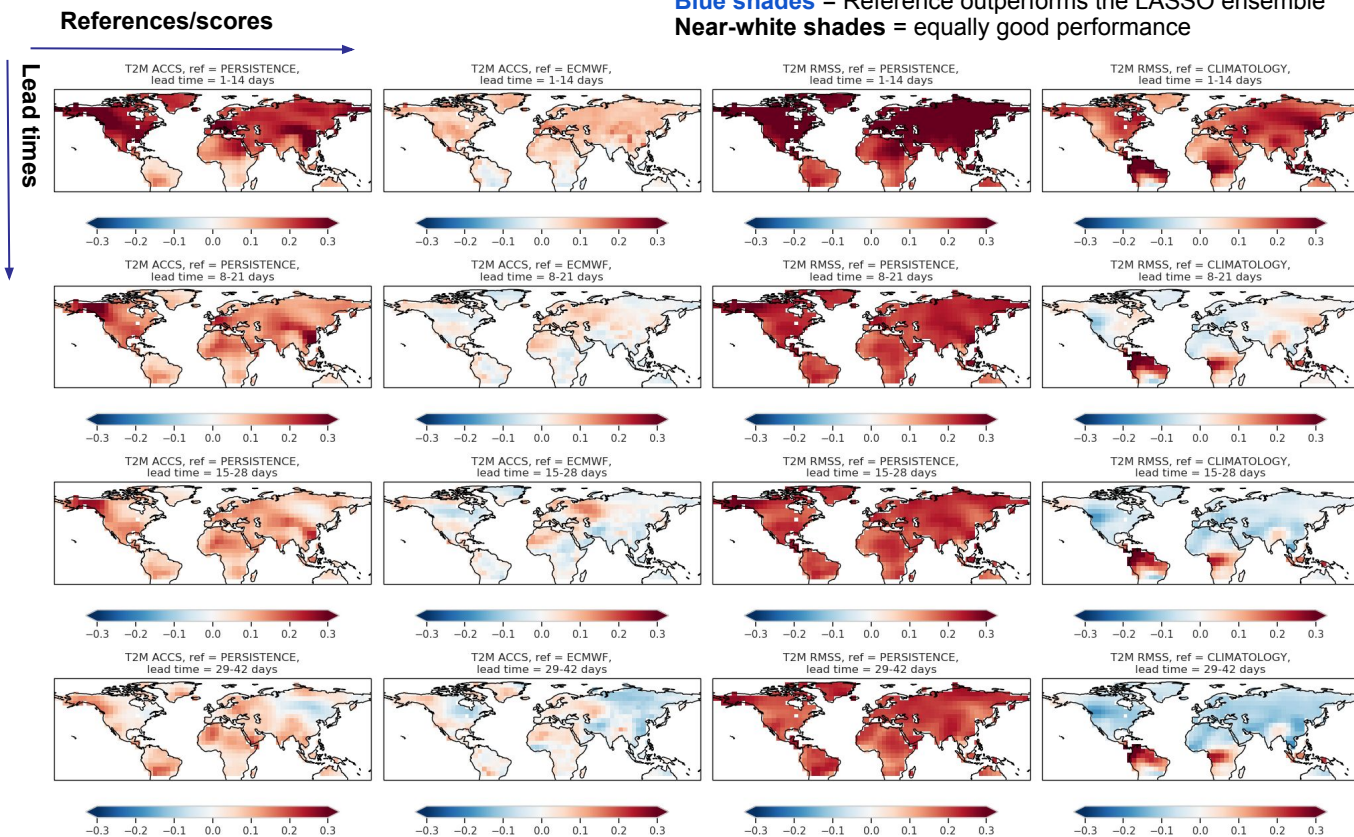 Blue shades = Reference outperforms the LASSO ensemble
References/scores
Near-white shades = equally good performance
Lead times
T2M ACCS, ref = PERSISTENCE,
lead time = 1-14 days
T2M ACCS, ref = ECMWF,
lead time = 1-14 days
T2M RMSS, ref = PERSISTENCE,
lead time = 1-14 days
T2M RMSS, ref = CLIMATOLOGY,
lead time = 1-14 days
−0.3 −0.2 −0.1 0.0 0.1 0.2 0.3
−0.3 −0.2 −0.1 0.0 0.1 0.2 0.3
−0.3 −0.2 −0.1 0.0 0.1 0.2 0.3
−0.3 −0.2 −0.1 0.0 0.1 0.2 0.3
T2M ACCS, ref = PERSISTENCE,
lead time = 8-21 days
T2M ACCS, ref = ECMWF,
lead time = 8-21 days
T2M RMSS, ref = PERSISTENCE,
lead time = 8-21 days
T2M RMSS, ref = CLIMATOLOGY,
lead time = 8-21 days
−0.3 −0.2 −0.1 0.0 0.1 0.2 0.3
−0.3 −0.2 −0.1 0.0 0.1 0.2 0.3
−0.3 −0.2 −0.1 0.0 0.1 0.2 0.3
−0.3 −0.2 −0.1 0.0 0.1 0.2 0.3
T2M ACCS, ref = PERSISTENCE,
lead time = 15-28 days
T2M ACCS, ref = ECMWF,
lead time = 15-28 days
T2M RMSS, ref = PERSISTENCE,
lead time = 15-28 days
T2M RMSS, ref = CLIMATOLOGY,
lead time = 15-28 days
−0.3 −0.2 −0.1 0.0 0.1 0.2 0.3
−0.3 −0.2 −0.1 0.0 0.1 0.2 0.3
−0.3 −0.2 −0.1 0.0 0.1 0.2 0.3
−0.3 −0.2 −0.1 0.0 0.1 0.2 0.3
T2M ACCS, ref = PERSISTENCE,
lead time = 29-42 days
T2M ACCS, ref = ECMWF,
lead time = 29-42 days
T2M RMSS, ref = PERSISTENCE,
lead time = 29-42 days
T2M RMSS, ref = CLIMATOLOGY,
lead time = 29-42 days
−0.3 −0.2 −0.1 0.0 0.1 0.2 0.3
−0.3 −0.2 −0.1 0.0 0.1 0.2 0.3
−0.3 −0.2 −0.1 0.0 0.1 0.2 0.3
−0.3 −0.2 −0.1 0.0 0.1 0.2 0.3